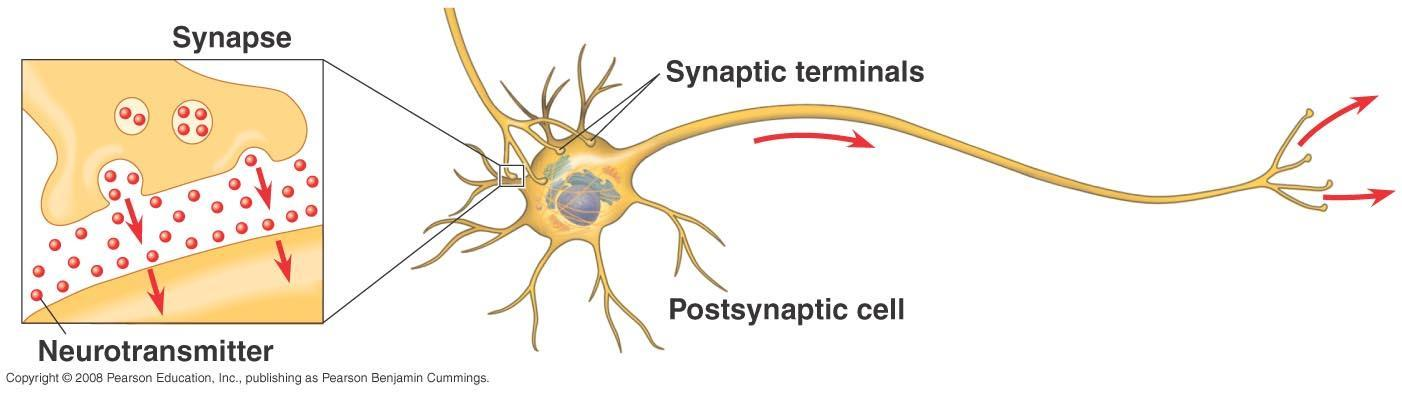 Synapse
Synaptic terminals
Postsynaptic cell
Neurotransmitter
Copyright © 2008 Pearson Education, Inc., publishing as Pearson Benjamin Cummings.